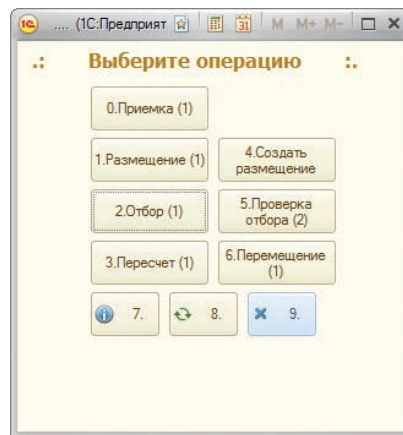 .... (1С:Предприят 31 M M+ M-
.: Выберите операцию :.
0.Приемка (1)
1.Размещение (1)
4.Создать
размещение
2.Отбор (1)
5.Проверка
отбора (2)
3.Пересчет (1)
6.Перемещение
(1)
7. 8. 9.